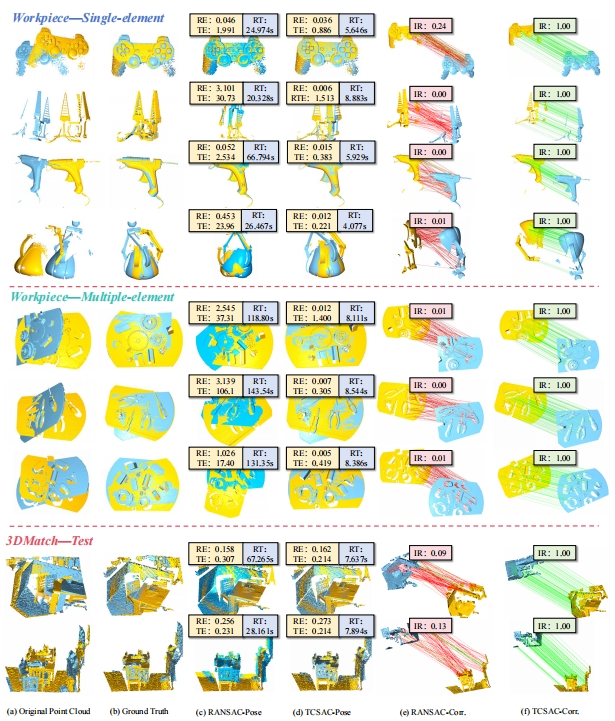 Workpiece—Single-element
RE: 0.046 RT:
TE: 1.991 24.974s
RE: 0.036 RT:
TE: 0.886 5.646s
IR: 0.24
IR: 1.00
RE: 3.101 RT:
TE: 30.73 20.328s
RE: 0.006 RT:
RTE: 1.513 8.883s
IR: 0.00
IR: 1.00
RE: 0.052 RT:
TE: 2.534 66.794s
RE: 0.015 RT:
TE: 0.383 5.929s
IR: 0.00
IR: 1.00
RE: 0.453 RT:
TE: 23.96 26.467s
RE: 0.012 RT:
TE: 0.221 4.077s
IR: 0.01
IR: 1.00
Workpiece—Multiple-element
RE: 2.545 RT:
TE: 37.31 118.80s
RE: 0.012 RT:
TE: 1.400 8.111s
IR: 0.01
IR: 1.00
RE: 3.139 RT:
TE: 106.1 143.54s
RE: 0.007 RT:
TE: 0.305 8.544s
IR: 0.00
IR: 1.00
RE: 1.026 RT:
TE: 17.40 131.35s
RE: 0.005 RT:
TE: 0.419 8.386s
IR: 0.01
IR: 1.00
3DMatch—Test
RE: 0.158 RT:
TE: 0.307 67.265s
RE: 0.162 RT:
TE: 0.214 7.637s
IR: 0.09
IR: 1.00
RE: 0.256 RT:
TE: 0.231 28.161s
RE: 0.273 RT:
TE: 0.214 7.894s
IR: 0.13
IR: 1.00
(a) Original Point Cloud (b) Ground Truth (c) RANSAC-Pose (d) TCSAC-Pose (e) RANSAC-Corr. (f) TCSAC-Corr.